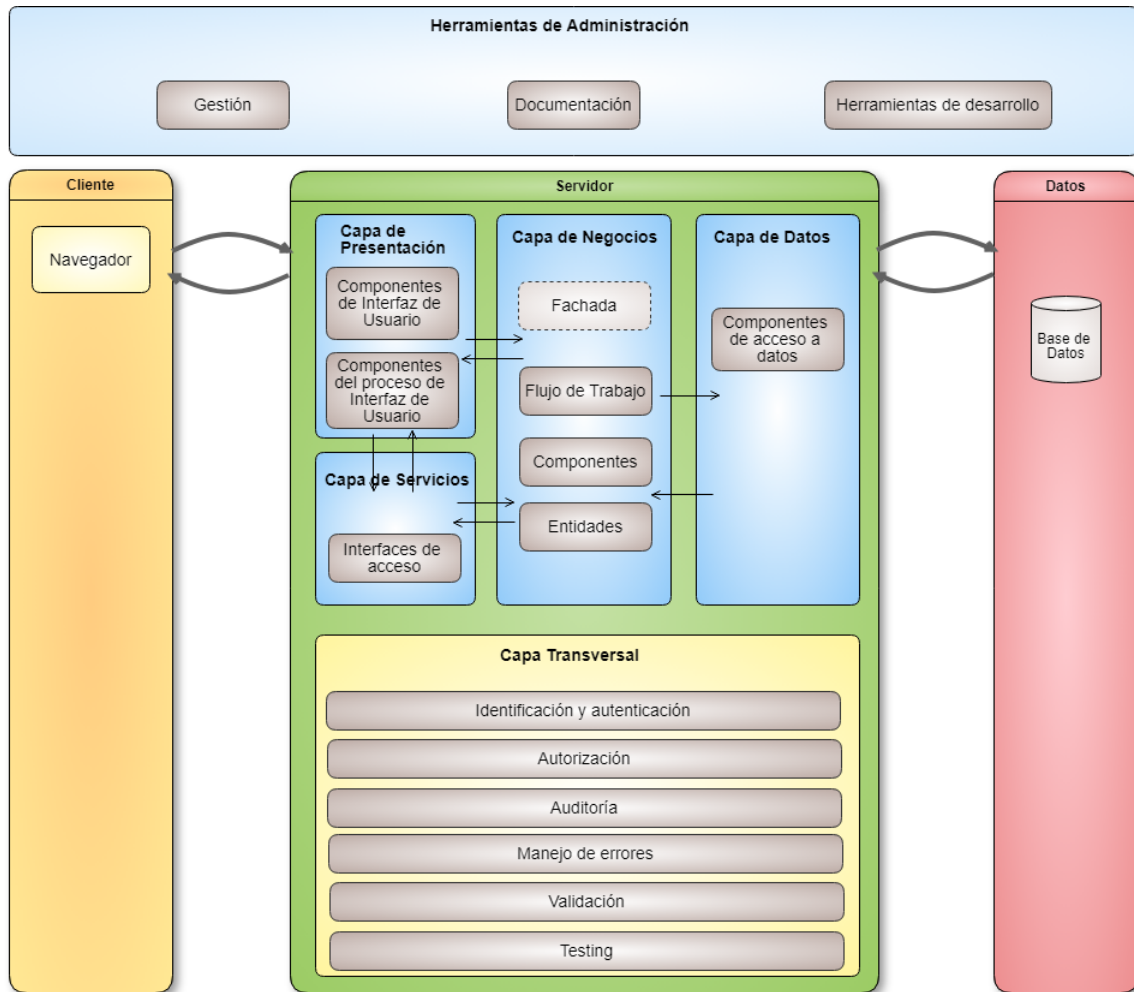 Herramientas de Administración
Gestión
Documentación
Herramientas de desarrollo
Cliente
Navegador
Servidor
Capa de
Presentación
Componentes
de Interfaz de
Usuario
Componentes
del proceso de
Interfaz de
Usuario
Capa de Servicios
Interfaces de
acceso
Capa de Negocios
Fachada
Flujo de Trabajo
Componentes
Entidades
Capa de Datos
Componentes
de acceso a
datos
Capa Transversal
Identificación y autenticación
Autorización
Auditoría
Manejo de errores
Validación
Testing
Datos
Base de
Datos